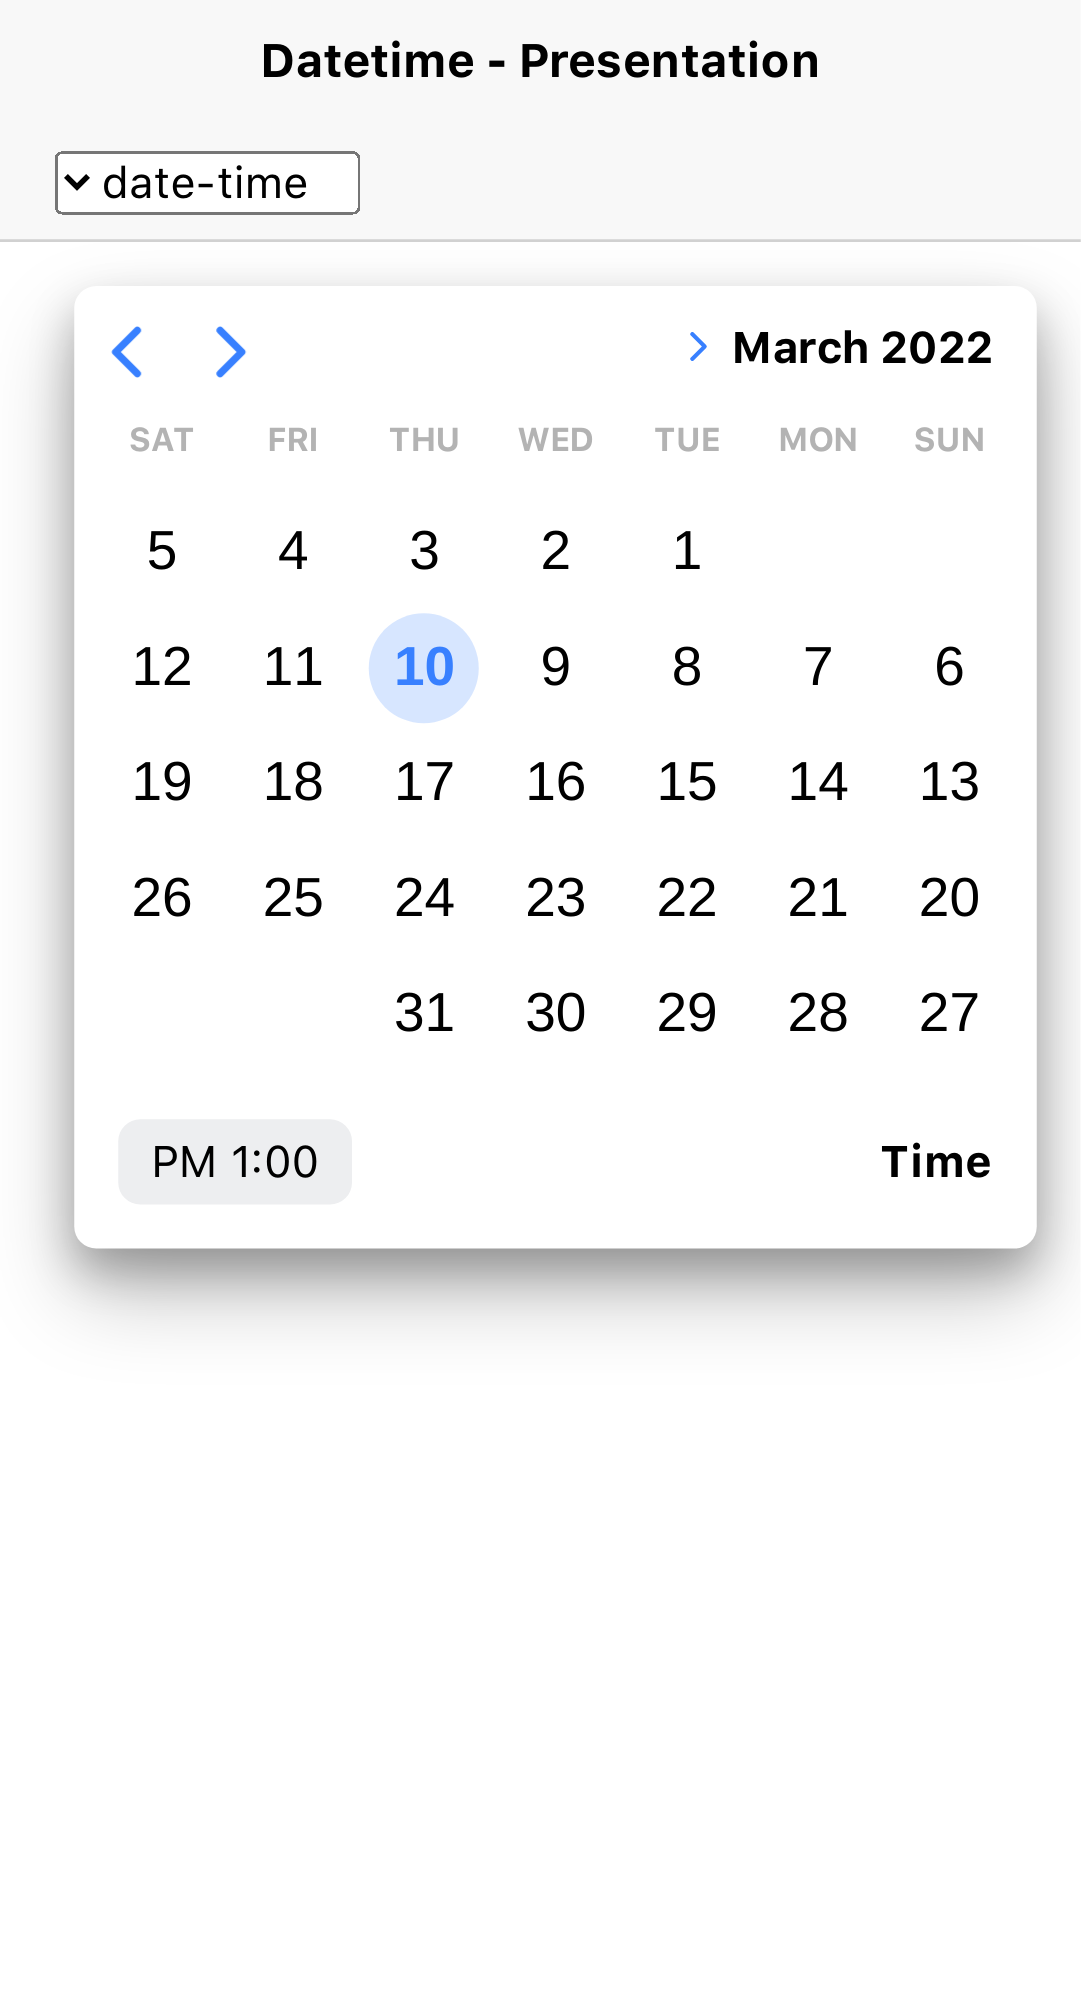 Datetime - Presentation
date-time
March 2022
SAT FRI THU WED TUE MON SUN
5 4 3 2 1
12 11 10 9 8 7 6
19 18 17 16 15 14 13
26 25 24 23 22 21 20
31 30 29 28 27
PM 1:00 Time